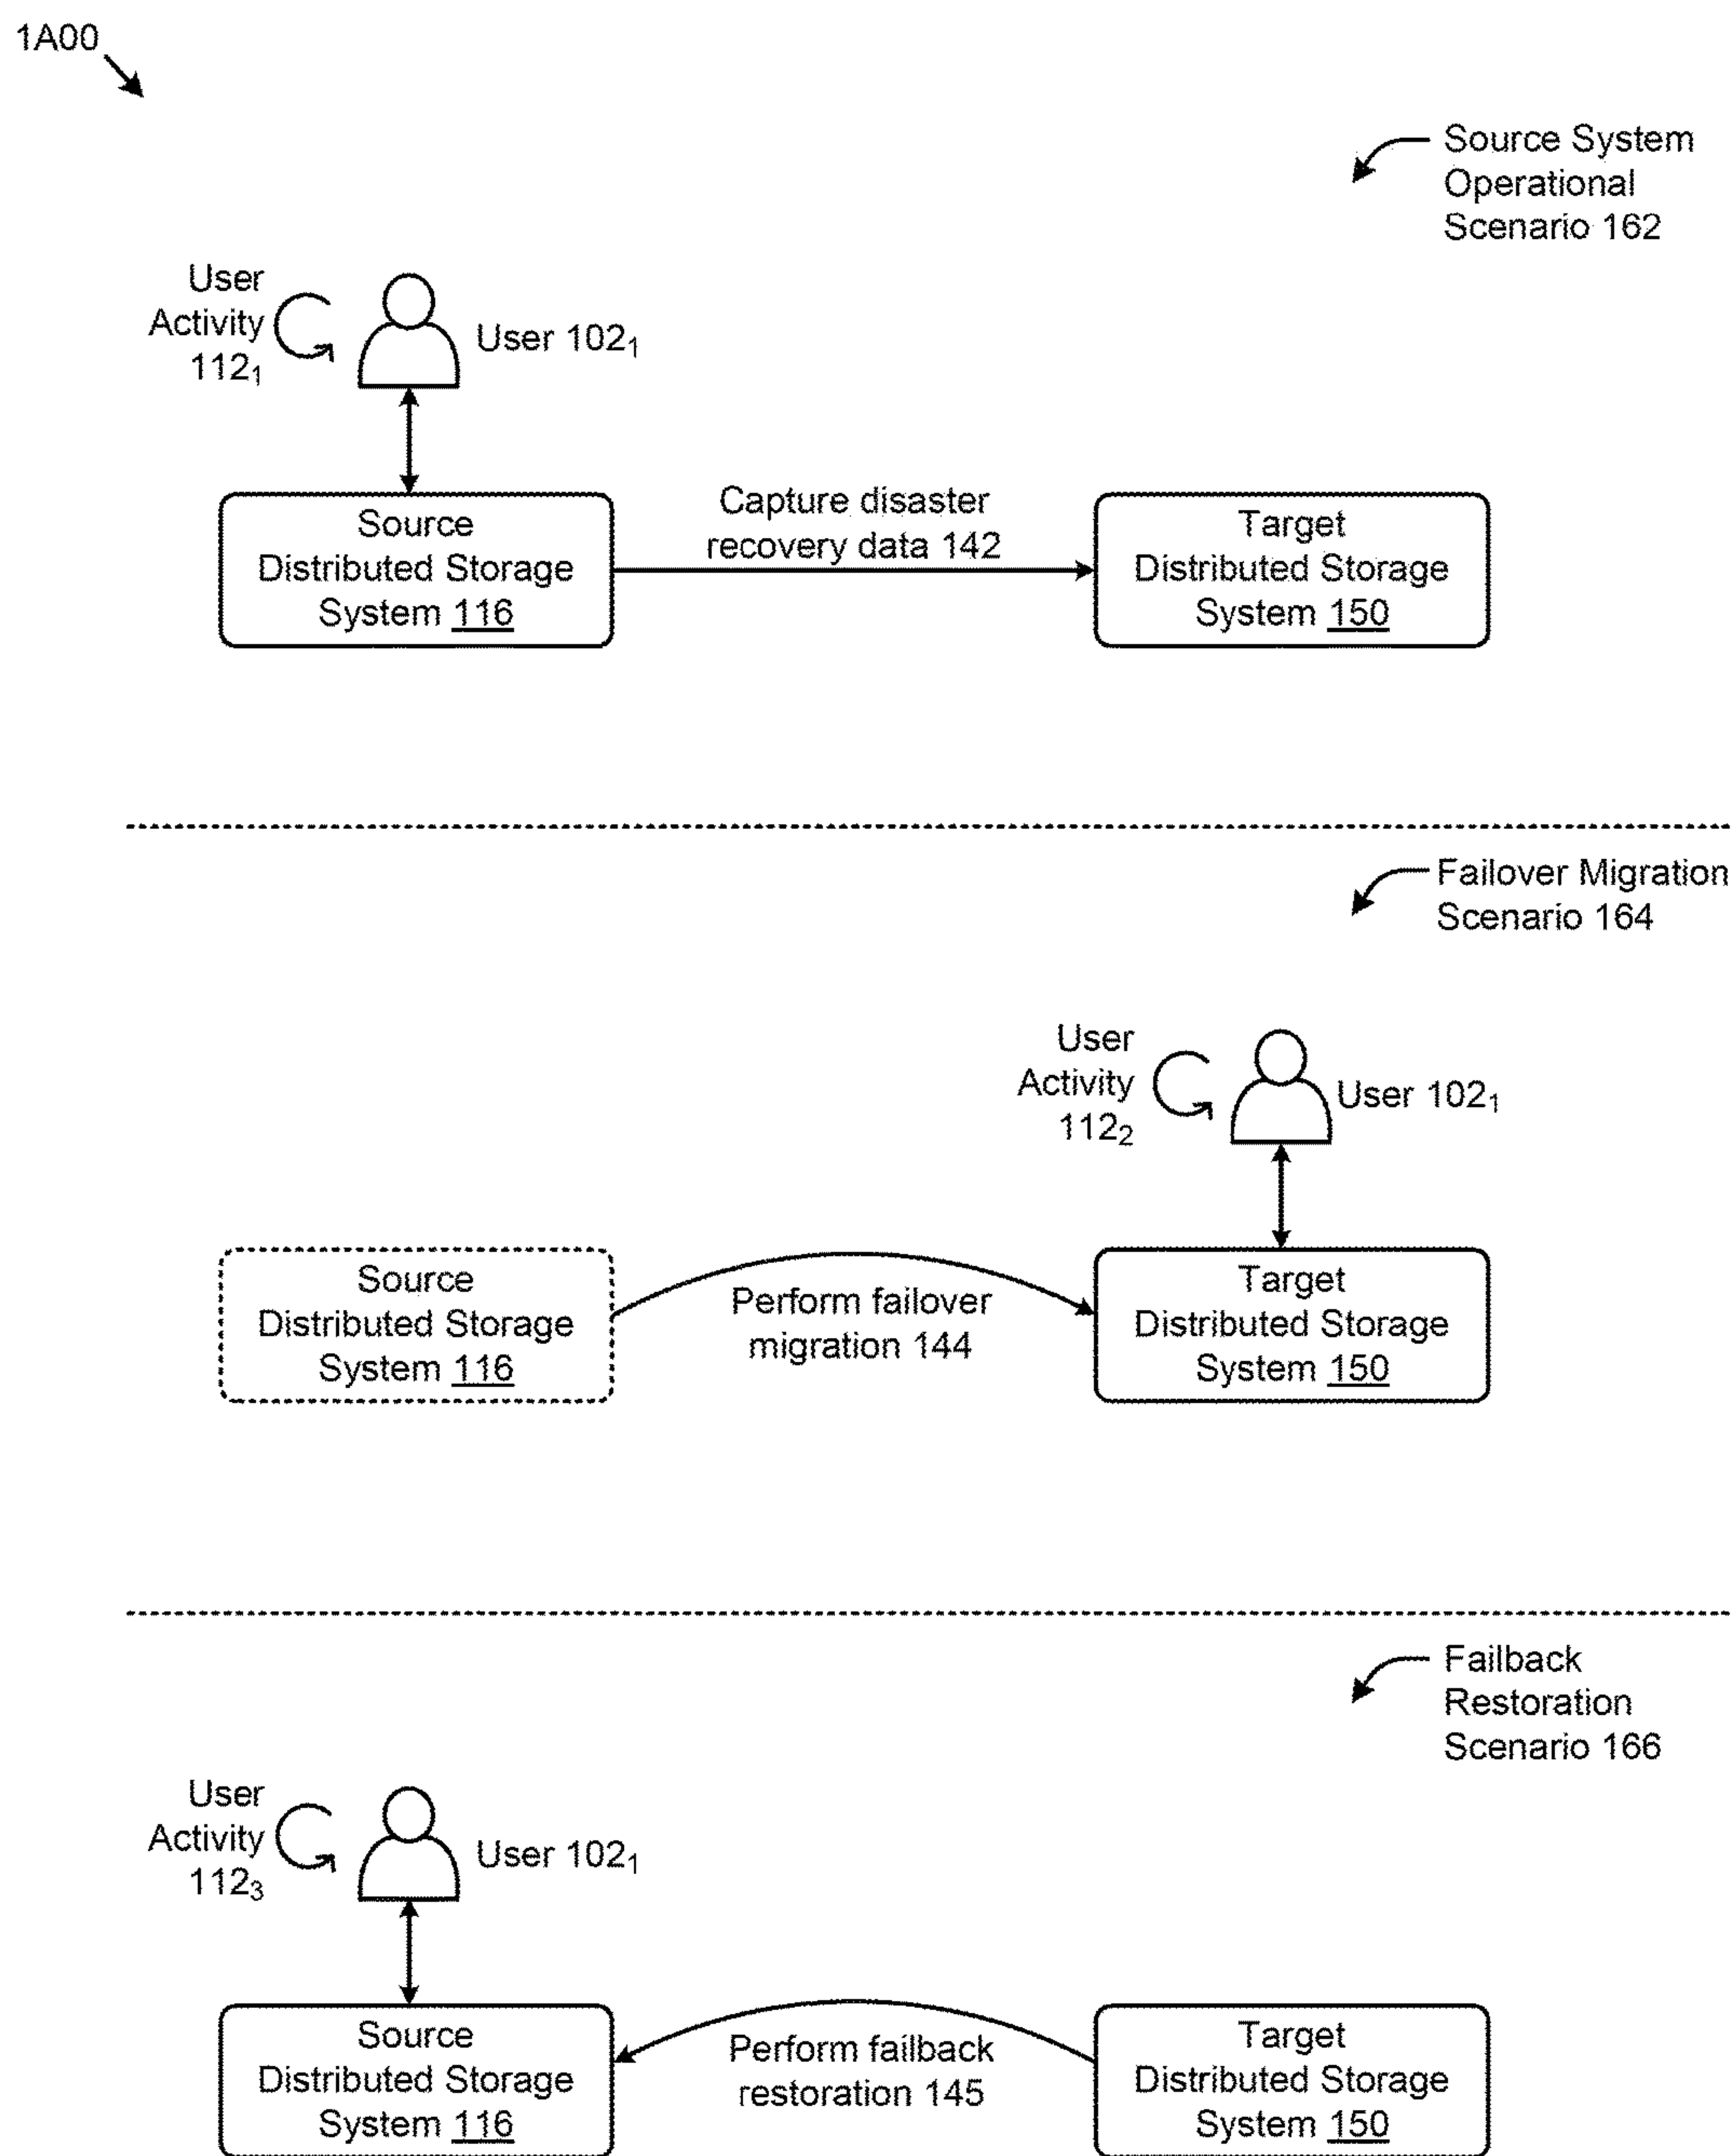 1A00
Source System
Operational
Scenario 162
User
Activity
112₁
User 102₁
Capture disaster
recovery data 142
Source
Distributed Storage
System 116
Target
Distributed Storage
System 150
Failover Migration
Scenario 164
User
Activity
112₂
User 102₁
Perform failover
migration 144
Source
Distributed Storage
System 116
Target
Distributed Storage
System 150
Failback
Restoration
Scenario 166
User
Activity
112₃
User 102₁
Perform failback
restoration 145
Source
Distributed Storage
System 116
Target
Distributed Storage
System 150